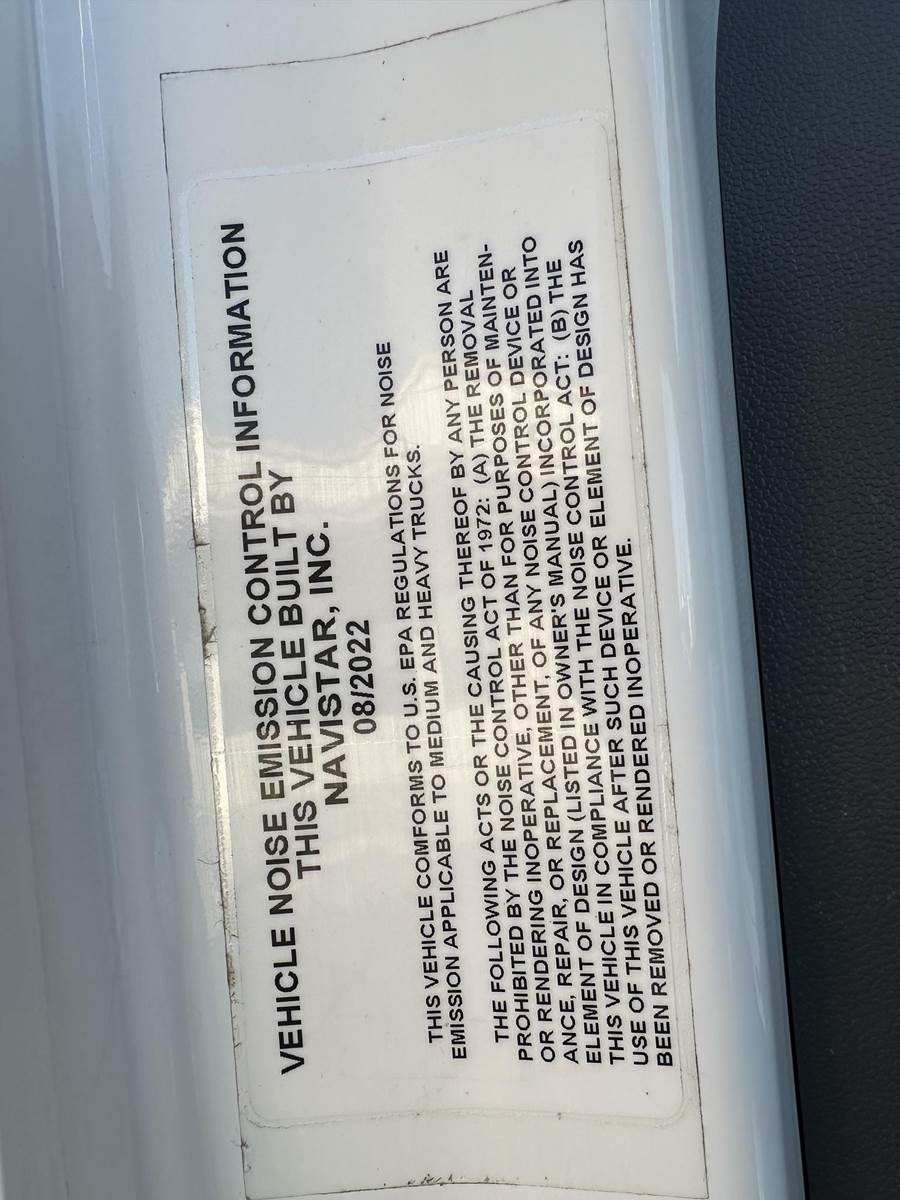 VEHICLE NOISE EMISSION CONTROL INFORMATION
THIS VEHICLE BUILT BY
NAVISTAR, INC.
08/2022
THIS VEHICLE COMFORMS TO U.S. EPA REGULATIONS FOR NOISE
EMISSION APPLICABLE TO MEDIUM AND HEAVY TRUCKS.
THE FOLLOWING ACTS OR THE CAUSING THEREOF BY ANY PERSON ARE
PROHIBITED BY THE NOISE CONTROL ACT OF 1972: (A) THE REMOVAL
OR RENDERING INOPERATIVE, OTHER THAN FOR PURPOSES OF MAINTEN-
ANCE, REPAIR, OR REPLACEMENT, OF ANY NOISE CONTROL DEVICE OR
ELEMENT OF DESIGN (LISTED IN OWNER'S MANUAL) INCORPORATED INTO
THIS VEHICLE IN COMPLIANCE WITH THE NOISE CONTROL ACT: (B) THE
USE OF THIS VEHICLE AFTER SUCH DEVICE OR ELEMENT OF DESIGN HAS
BEEN REMOVED OR RENDERED INOPERATIVE.